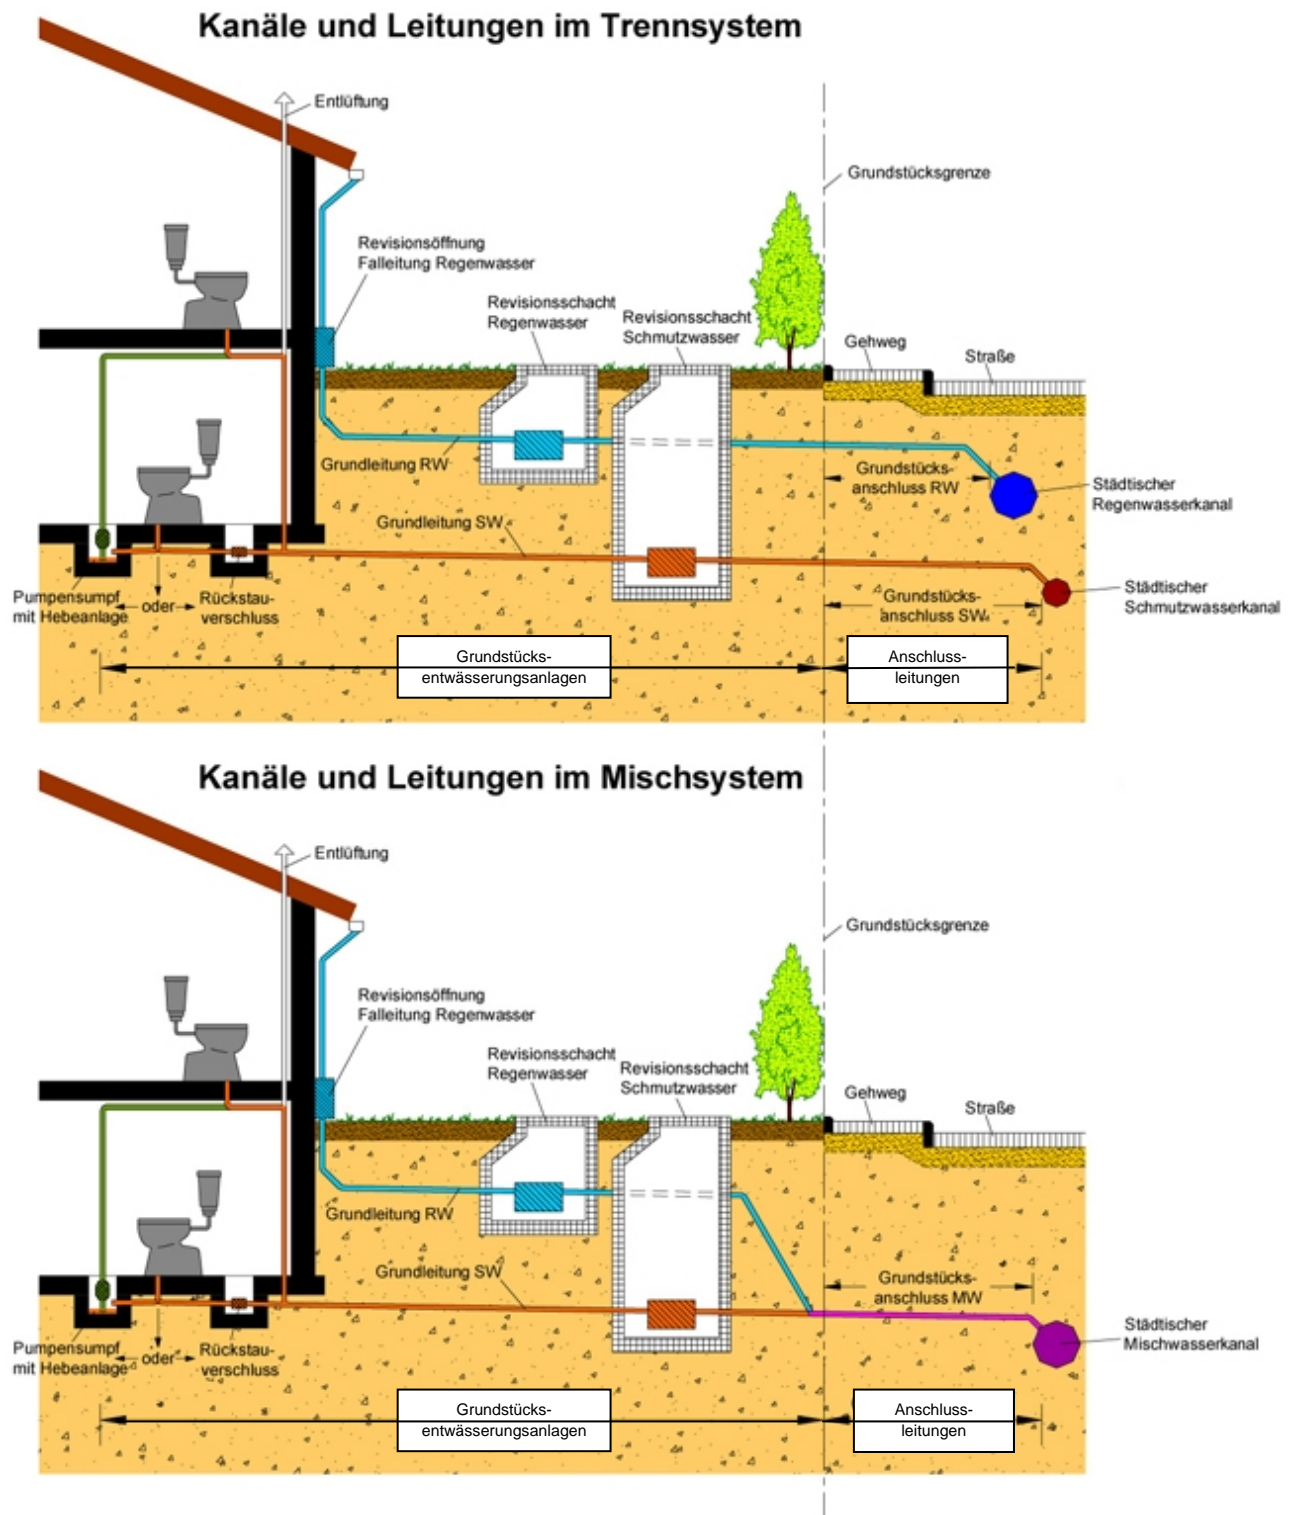 Kanäle und Leitungen im Trennsystem
Entlüftung
Grundstücksgrenze
Revisionsöffnung
Falleitung Regenwasser
Revisionsschacht
Regenwasser
Revisionsschacht
Schmutzwasser
Gehweg
Straße
Grundleitung RW
Grundstücks-
anschluss RW
Städtischer
Regenwasserkanal
Grundleitung SW
Pumpensumpf
mit Hebeanlage
oder
Rückstau-
verschluss
Grundstücks-
anschluss SW
Städtischer
Schmutzwasserkanal
Grundstücks-
entwässerungsanlagen
Anschluss-
leitungen
Kanäle und Leitungen im Mischsystem
Entlüftung
Grundstücksgrenze
Revisionsöffnung
Falleitung Regenwasser
Revisionsschacht
Regenwasser
Revisionsschacht
Schmutzwasser
Gehweg
Straße
Grundleitung RW
Grundleitung SW
Grundstücks-
anschluss MW
Städtischer
Mischwasserkanal
Pumpensumpf
mit Hebeanlage
oder
Rückstau-
verschluss
Grundstücks-
entwässerungsanlagen
Anschluss-
leitungen